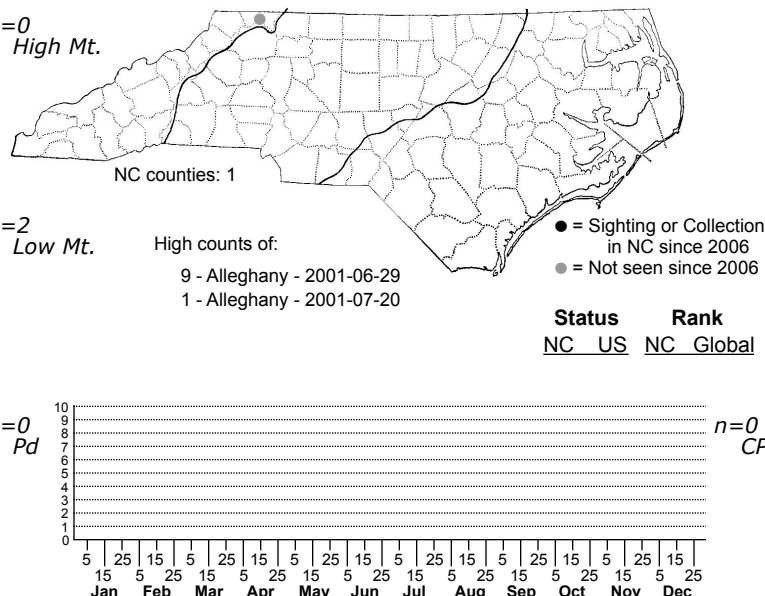 =0
High Mt.
NC counties: 1
=2
Low Mt.
High counts of:
9 - Alleghany - 2001-06-29
1 - Alleghany - 2001-07-20
● = Sighting or Collection
in NC since 2006
● = Not seen since 2006
Status Rank
NC US NC Global
=0
Pd
n=0
CP
10
9
8
7
6
5
4
3
2
1
0
5 25 15 5 25 15 5 25 15 5 25 15 5 25 15 5 25 15
15 5 25 15 5 25 15 5 25 15 5 25 15 5 25 15 5 25
Jan Feb Mar Apr May Jun Jul Aug Sep Oct Nov Dec